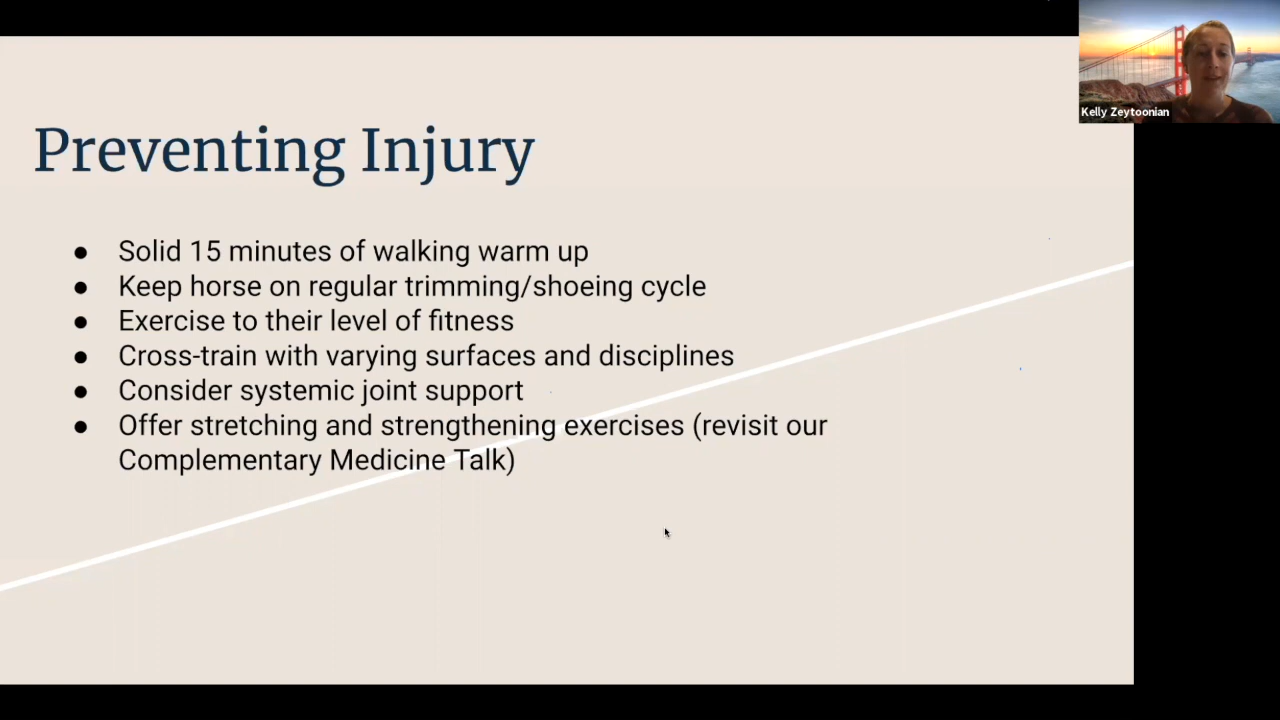 Kelly Zeytoonian
Preventing Injury
● Solid 15 minutes of walking warm up
● Keep horse on regular trimming/shoeing cycle
● Exercise to their level of fitness
● Cross-train with varying surfaces and disciplines
● Consider systemic joint support
● Offer stretching and strengthening exercises (revisit our
Complementary Medicine Talk)